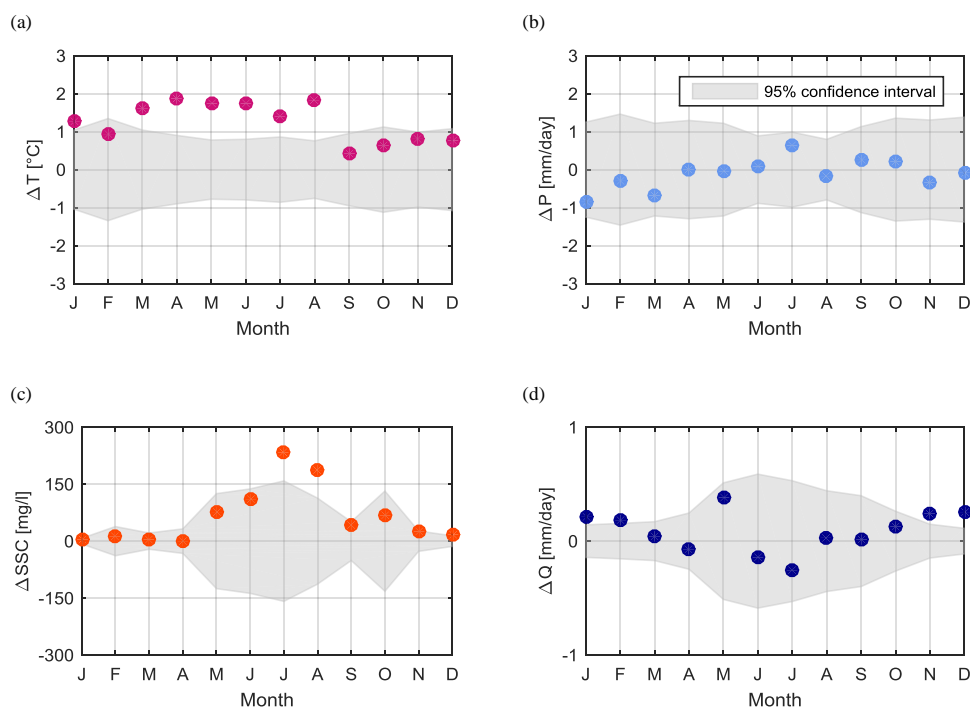 (a)
(b)
3
2
1
0
-1
-2
-3
Δ T [°C]
J F M A M J J A S O N D
Month
3
2
1
0
-1
-2
-3
ΔP [mm/day]
95% confidence interval
J F M A M J J A S O N D
Month
(c)
(d)
300
150
0
-150
-300
ΔSSC [mg/l]
J F M A M J J A S O N D
Month
1
0
-1
ΔQ [mm/day]
J F M A M J J A S O N D
Month